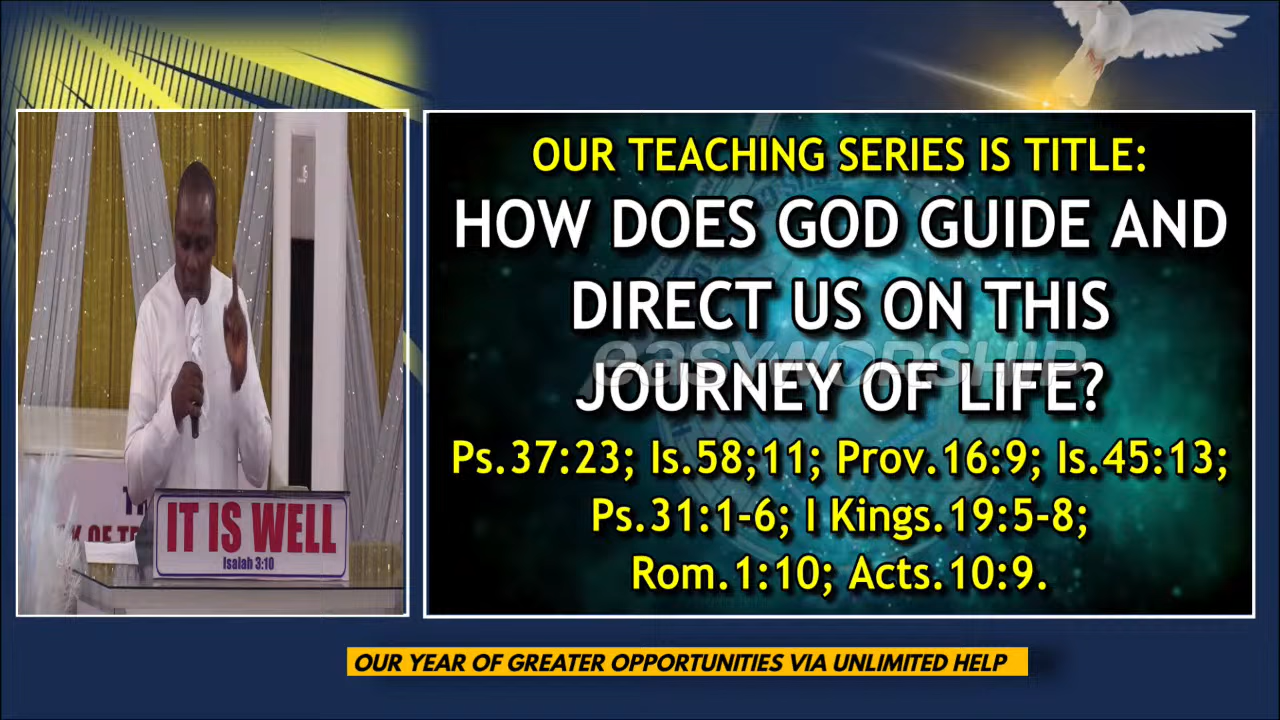 OUR TEACHING SERIES IS TITLE:
HOW DOES GOD GUIDE AND
DIRECT US ON THIS
JOURNEY OF LIFE?
easyworship
Ps.37:23; Is.58;11; Prov.16:9; Is.45:13;
Ps.31:1-6; I Kings.19:5-8;
Rom.1:10; Acts.10:9.
IT IS WELL
Isaiah 3:10
OUR YEAR OF GREATER OPPORTUNITIES VIA UNLIMITED HELP